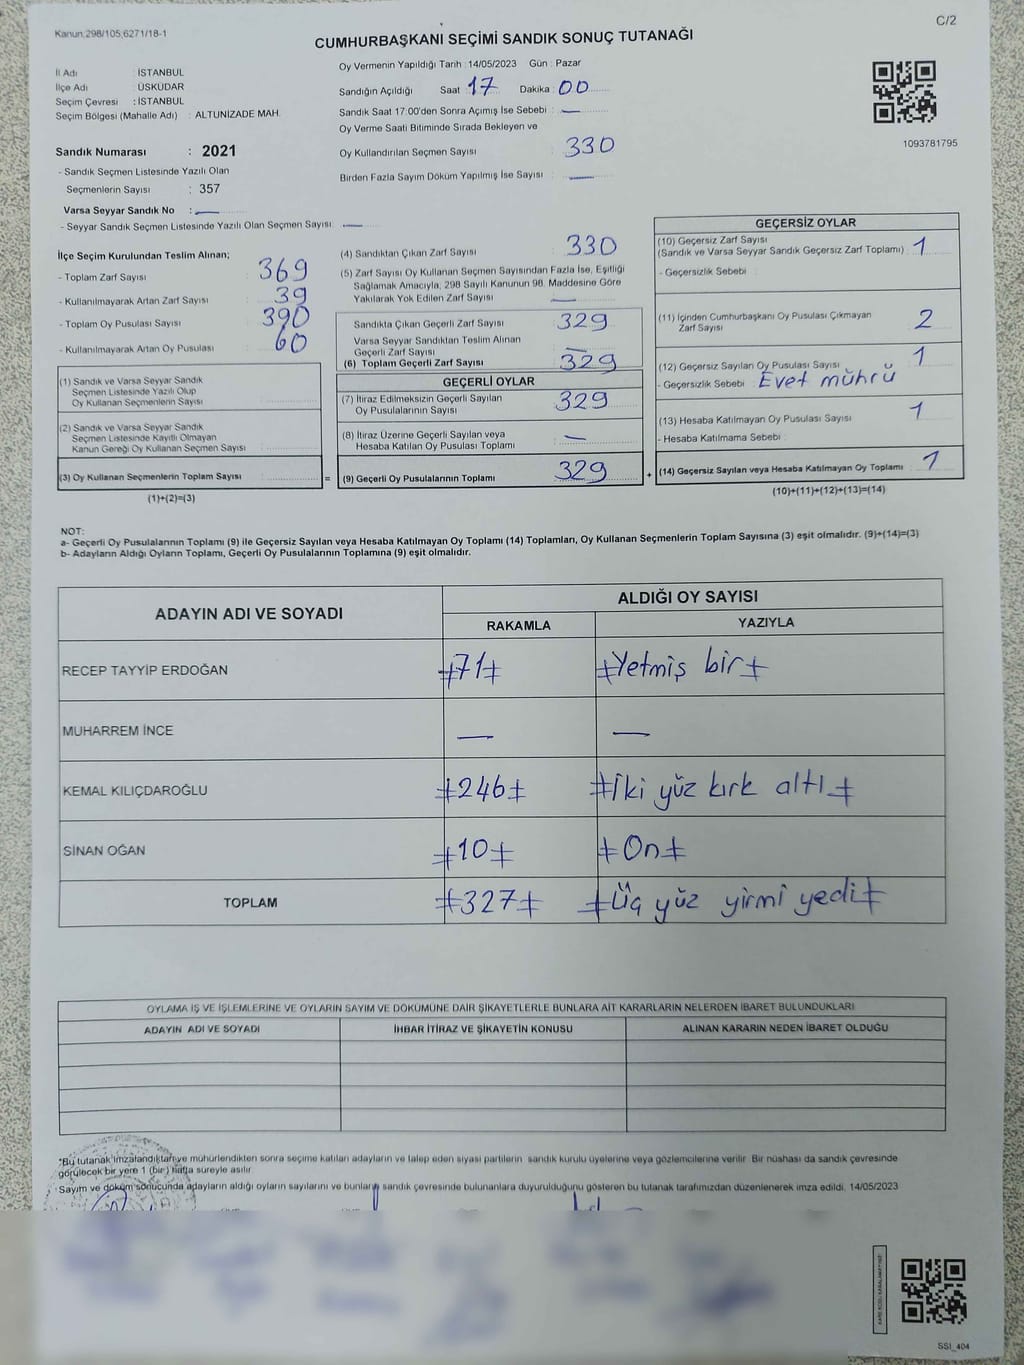 Kanun:298/105,6271/18-1
C/2
CUMHURBAŞKANI SEÇİMİ SANDIK SONUÇ TUTANAĞI
İl Adı : İSTANBUL
İlçe Adı : ÜSKÜDAR
Seçim Çevresi : İSTANBUL
Seçim Bölgesi (Mahalle Adı) : ALTUNİZADE MAH.
Sandık Numarası : 2021
- Sandık Seçmen Listesinde Yazılı Olan
Seçmenlerin Sayısı : 357
Varsa Seyyar Sandık No : —
- Seyyar Sandık Seçmen Listesinde Yazılı Olan Seçmen Sayısı: —
Oy Vermenin Yapıldığı Tarih : 14/05/2023 Gün : Pazar
Sandığın Açıldığı Saat 17 Dakika : 00
Sandık Saat 17:00'den Sonra Açımış İse Sebebi : —
Oy Verme Saati Bitiminde Sırada Bekleyen ve
Oy Kullandırılan Seçmen Sayısı : 330
Birden Fazla Sayım Döküm Yapılmış İse Sayısı : —
1093781795
İlçe Seçim Kurulundan Teslim Alınan;
- Toplam Zarf Sayısı : 369
- Kullanılmayarak Artan Zarf Sayısı : 39
- Toplam Oy Pusulası Sayısı : 390
- Kullanılmayarak Artan Oy Pusulası : 60
(1) Sandık ve Varsa Seyyar Sandık
Seçmen Listesinde Yazılı Olup
Oy Kullanan Seçmenlerin Sayısı
(2) Sandık ve Varsa Seyyar Sandık
Seçmen Listesinde Kayıtlı Olmayan
Kanun Gereği Oy Kullanan Seçmen Sayısı
(3) Oy Kullanan Seçmenlerin Toplam Sayısı
(1)+(2)=(3)
=
(4) Sandıktan Çıkan Zarf Sayısı : 330
(5) Zarf Sayısı Oy Kullanan Seçmen Sayısından Fazla İse, Eşitliği
Sağlamak Amacıyla, 298 Sayılı Kanunun 98. Maddesine Göre
Yakılarak Yok Edilen Zarf Sayısı : —
Sandıkta Çıkan Geçerli Zarf Sayısı : 329
Varsa Seyyar Sandıktan Teslim Alınan
Geçerli Zarf Sayısı : —
(6) Toplam Geçerli Zarf Sayısı : 329
GEÇERLİ OYLAR
(7) İtiraz Edilmeksizin Geçerli Sayılan
Oy Pusulalarının Sayısı : 329
(8) İtiraz Üzerine Geçerli Sayılan veya
Hesaba Katılan Oy Pusulası Toplamı : —
(9) Geçerli Oy Pusulalarının Toplamı : 329
+
GEÇERSİZ OYLAR
(10) Geçersiz Zarf Sayısı
(Sandık ve Varsa Seyyar Sandık Geçersiz Zarf Toplamı) : 1
- Geçersizlik Sebebi :
(11) İçinden Cumhurbaşkanı Oy Pusulası Çıkmayan
Zarf Sayısı : 2
(12) Geçersiz Sayılan Oy Pusulası Sayısı : 1
- Geçersizlik Sebebi : Evet mührü
(13) Hesaba Katılmayan Oy Pusulası Sayısı : 1
- Hesaba Katılmama Sebebi :
(14) Geçersiz Sayılan veya Hesaba Katılmayan Oy Toplamı : 1
(10)+(11)+(12)+(13)=(14)
NOT:
a- Geçerli Oy Pusulalarının Toplamı (9) ile Geçersiz Sayılan veya Hesaba Katılmayan Oy Toplamı (14) Toplamları, Oy Kullanan Seçmenlerin Toplam Sayısına (3) eşit olmalıdır. (9)+(14)=(3)
b- Adayların Aldığı Oyların Toplamı, Geçerli Oy Pusulalarının Toplamına (9) eşit olmalıdır.
ADAYIN ADI VE SOYADI ALDIĞI OY SAYISI
RAKAMLA YAZIYLA
RECEP TAYYİP ERDOĞAN ‡71‡ ‡Yetmiş bir‡
MUHARREM İNCE — —
KEMAL KILIÇDAROĞLU ‡246‡ ‡İki yüz kırk altı‡
SİNAN OĞAN ‡10‡ ‡On‡
TOPLAM ‡327‡ ‡Üç yüz yirmi yedi‡
OYLAMA İŞ VE İŞLEMLERİNE VE OYLARIN SAYIM VE DÖKÜMÜNE DAİR ŞİKAYETLERLE BUNLARA AİT KARARLARIN NELERDEN İBARET BULUNDUKLARI
ADAYIN ADI VE SOYADI İHBAR İTİRAZ VE ŞİKAYETİN KONUSU ALINAN KARARIN NEDEN İBARET OLDUĞU
*Bu tutanak imzalandıktan ve mühürlendikten sonra seçime katılan adayların ve talep eden siyasi partilerin sandık kurulu üyelerine veya gözlemcilerine verilir. Bir nüshası da sandık çevresinde
görülecek bir yere 1 (bir) hafta süreyle asılır.
Sayım ve döküm sonucunda adayların aldığı oyların sayılarını ve bunların sandık çevresinde bulunanlara duyurulduğunu gösteren bu tutanak tarafımızdan düzenlenerek imza edildi. 14/05/2023
SSI_404